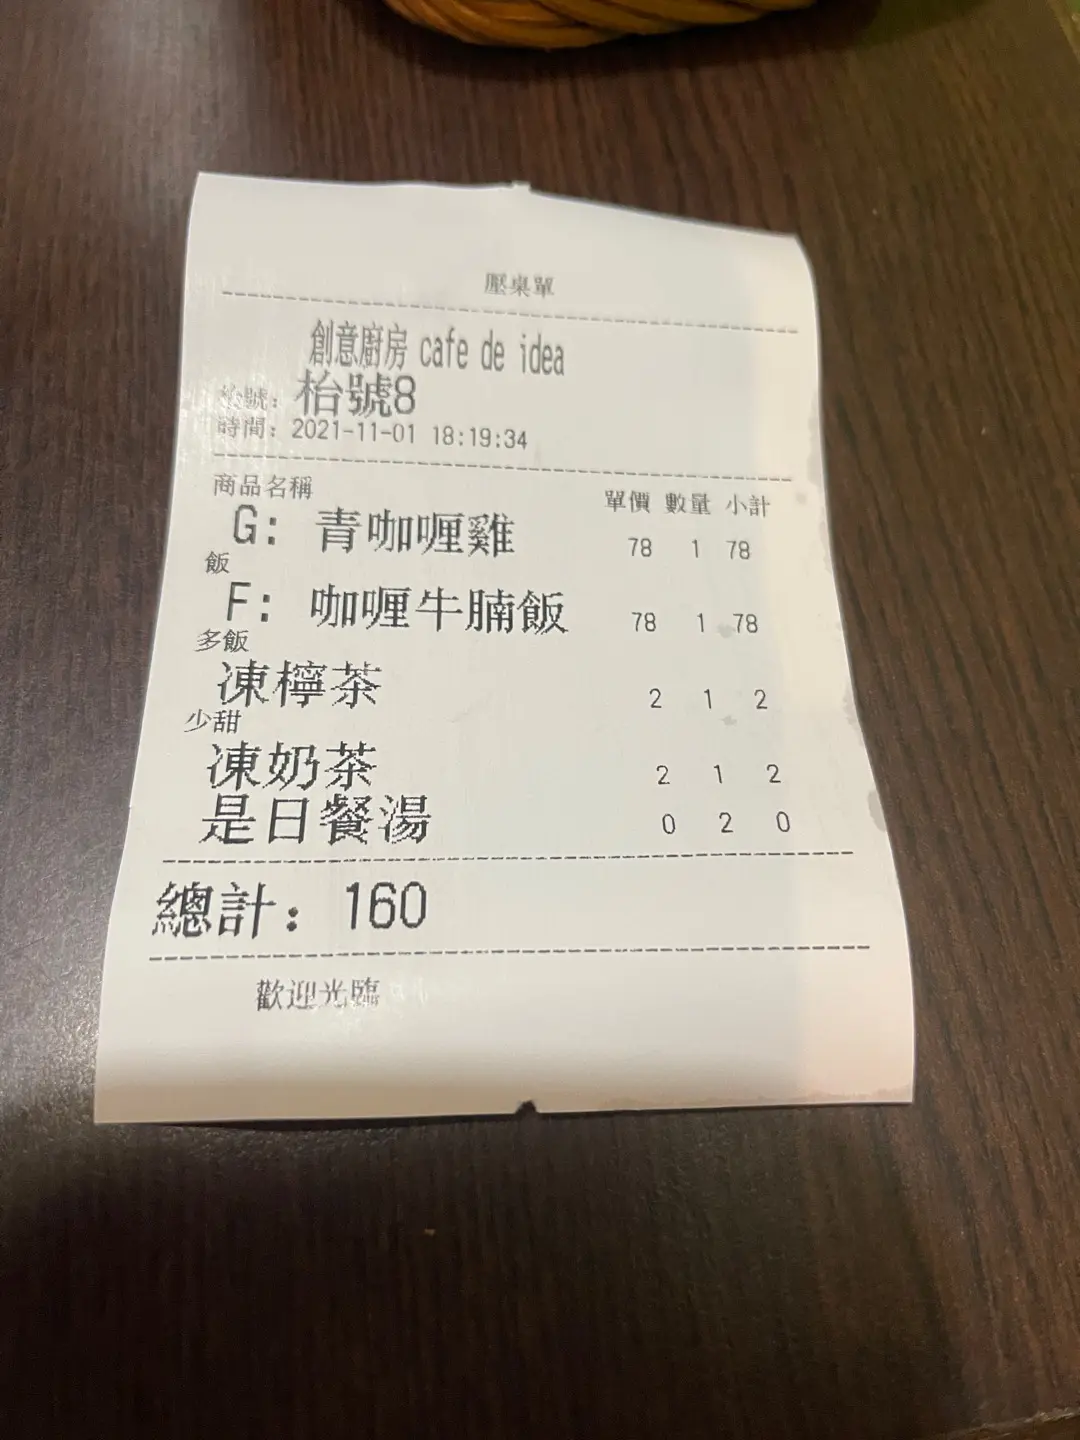 壓桌單
創意廚房 cafe de idea
枱號: 枱號8
時間: 2021-11-01 18:19:34
商品名稱 單價 數量 小計
G: 青咖喱雞 78 1 78
飯
F: 咖喱牛腩飯 78 1 78
多飯
凍檸茶 2 1 2
少甜
凍奶茶 2 1 2
是日餐湯 0 2 0
總計: 160
歡迎光臨